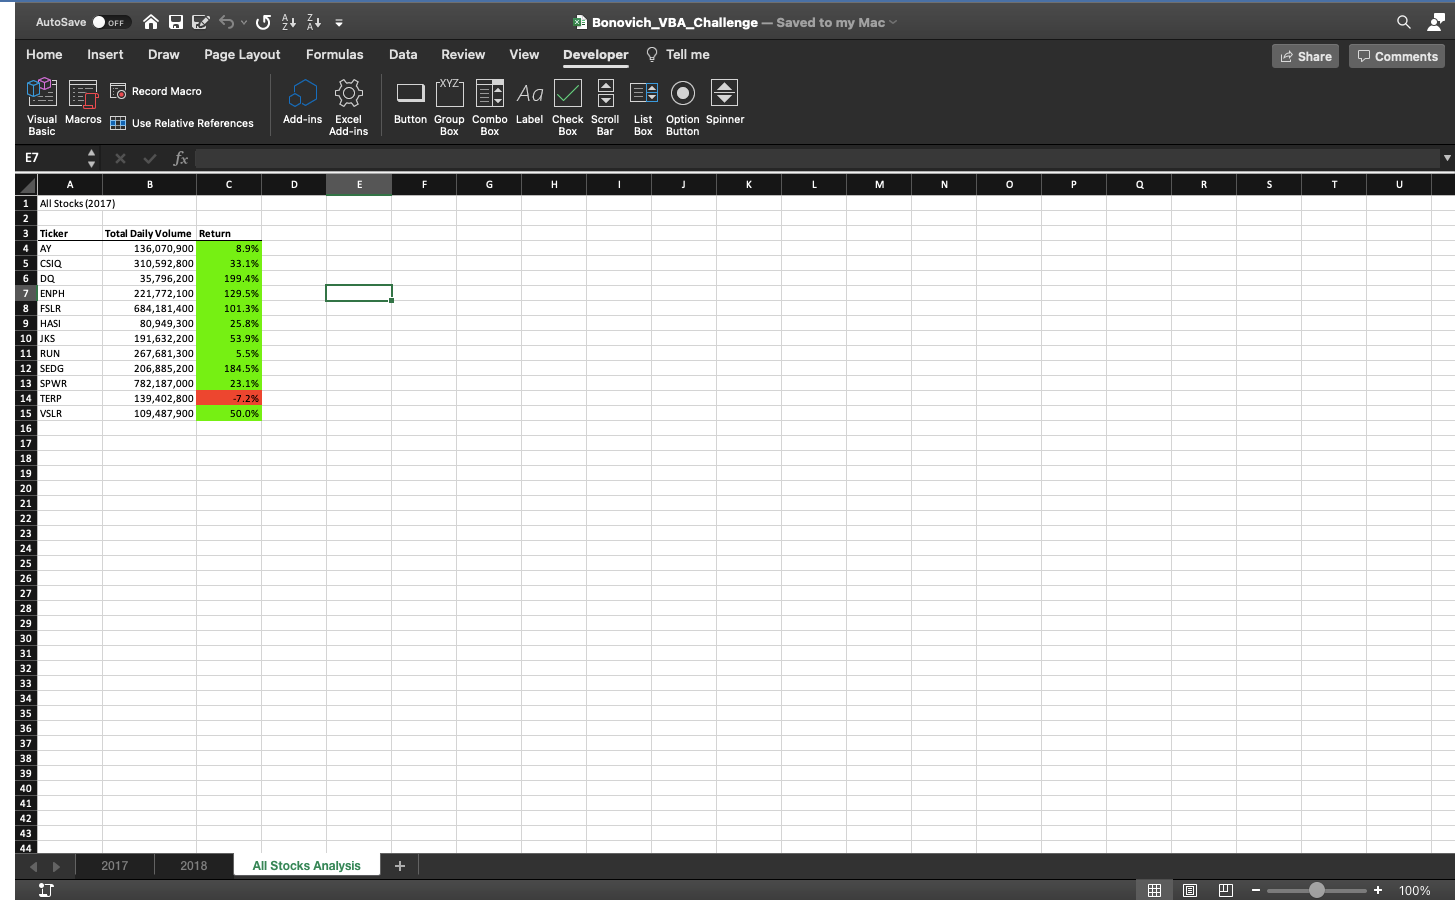 AutoSave OFF
Bonovich_VBA_Challenge — Saved to my Mac
Home Insert Draw Page Layout Formulas Data Review View Developer Tell me
Share Comments
Visual Basic
Macros
Record Macro
Use Relative References
Add-ins
Excel Add-ins
Button
XYZ
Group Box
Combo Box
Aa
Label
Check Box
Scroll Bar
List Box
Option Button
Spinner
E7 fx
A B C D E F G H I J K L M N O P Q R S T U
1 All Stocks (2017)
2
3 Ticker Total Daily Volume Return
4 AY 136,070,900 8.9%
5 CSIQ 310,592,800 33.1%
6 DQ 35,796,200 199.4%
7 ENPH 221,772,100 129.5%
8 FSLR 684,181,400 101.3%
9 HASI 80,949,300 25.8%
10 JKS 191,632,200 53.9%
11 RUN 267,681,300 5.5%
12 SEDG 206,885,200 184.5%
13 SPWR 782,187,000 23.1%
14 TERP 139,402,800 -7.2%
15 VSLR 109,487,900 50.0%
16
17
18
19
20
21
22
23
24
25
26
27
28
29
30
31
32
33
34
35
36
37
38
39
40
41
42
43
44
2017 2018 All Stocks Analysis +
100%